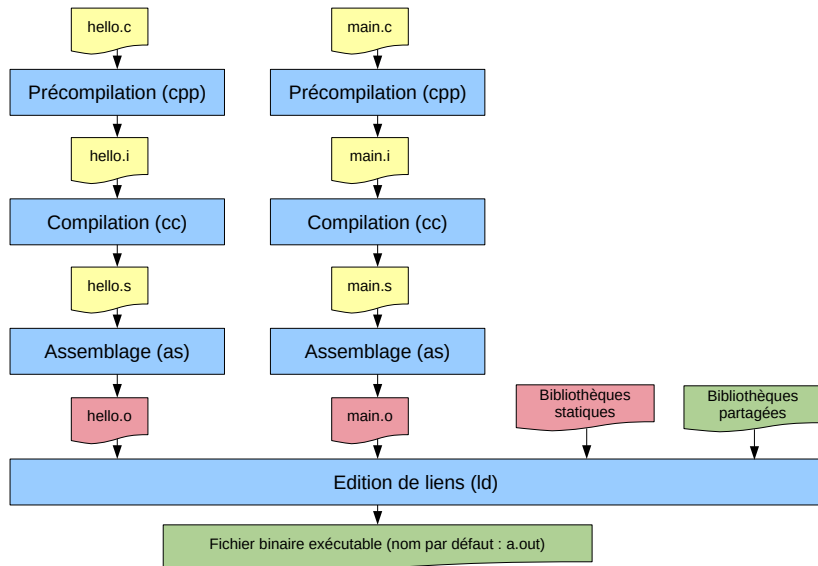 hello.c
main.c
Précompilation (cpp)
Précompilation (cpp)
hello.i
main.i
Compilation (cc)
Compilation (cc)
hello.s
main.s
Assemblage (as)
Assemblage (as)
hello.o
main.o
Bibliothèques
statiques
Bibliothèques
partagées
Edition de liens (ld)
Fichier binaire exécutable (nom par défaut : a.out)